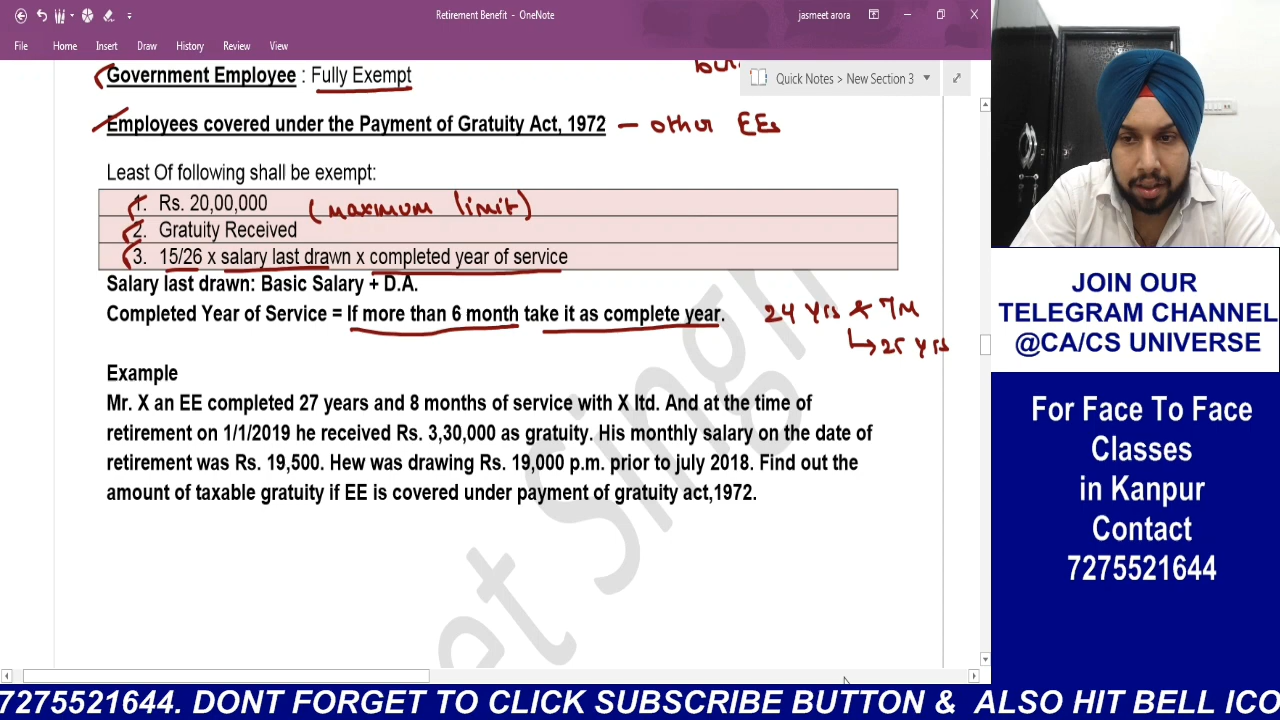 Retirement Benefit - OneNote
jasmeet arora
File Home Insert Draw History Review View
Government Employee : Fully Exempt
Quick Notes > New Section 3
Employees covered under the Payment of Gratuity Act, 1972 – other EEs
Least Of following shall be exempt:
1. Rs. 20,00,000 (maximum limit)
2. Gratuity Received
3. 15/26 x salary last drawn x completed year of service
Salary last drawn: Basic Salary + D.A.
Completed Year of Service = If more than 6 month take it as complete year. 24 yrs & 7M
→ 25 yrs
Example
Mr. X an EE completed 27 years and 8 months of service with X ltd. And at the time of
retirement on 1/1/2019 he received Rs. 3,30,000 as gratuity. His monthly salary on the date of
retirement was Rs. 19,500. Hew was drawing Rs. 19,000 p.m. prior to july 2018. Find out the
amount of taxable gratuity if EE is covered under payment of gratuity act,1972.
et Singh
JOIN OUR
TELEGRAM CHANNEL
@CA/CS UNIVERSE
For Face To Face
Classes
in Kanpur
Contact
7275521644
7275521644. DONT FORGET TO CLICK SUBSCRIBE BUTTON & ALSO HIT BELL ICO